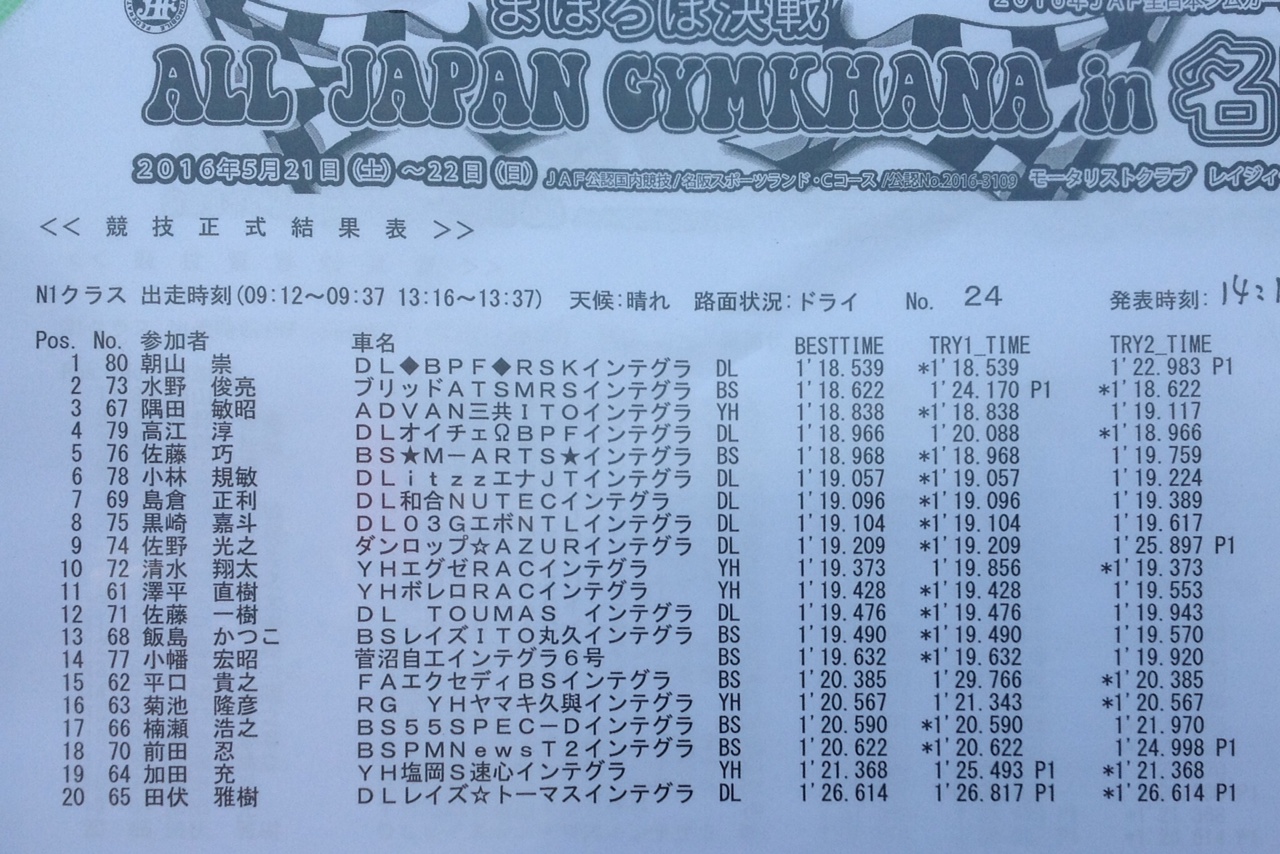 まほろば決戦
ALL JAPAN GYMKHANA in 名
2016年5月21日（土）～22日（日） JAF公認国内競技/名阪スポーツランド・Cコース/公認No.2016-3109 モータリストクラブ レイジィ
<< 競技正式結果表 >>
N1クラス 出走時刻(09:12～09:37 13:16～13:37) 天候:晴れ 路面状況:ドライ No. 24 発表時刻: 14:
Pos. No. 参加者 車名 BESTTIME TRY1_TIME TRY2_TIME
1 80 朝山 崇 ＤＬ◆ＢＰＦ◆ＲＳＫインテグラ DL 1'18.539 *1'18.539 1'22.983 P1
2 73 水野 俊亮 ブリッドＡＴＳＭＲＳインテグラ BS 1'18.622 1'24.170 P1 *1'18.622
3 67 隅田 敏昭 ＡＤＶＡＮ三共ＩＴＯインテグラ YH 1'18.838 *1'18.838 1'19.117
4 79 高江 淳 ＤＬオイチェΩＢＰＦインテグラ DL 1'18.966 1'20.088 *1'18.966
5 76 佐藤 巧 ＢＳ★Ｍ－ＡＲＴＳ★インテグラ BS 1'18.968 *1'18.968 1'19.759
6 78 小林 規敏 ＤＬｉｔｚｚエナＪＴインテグラ DL 1'19.057 *1'19.057 1'19.224
7 69 島倉 正利 ＤＬ和合ＮＵＴＥＣインテグラ DL 1'19.096 *1'19.096 1'19.389
8 75 黒崎 嘉斗 ＤＬ０３ＧエボＮＴＬインテグラ DL 1'19.104 *1'19.104 1'19.617
9 74 佐野 光之 ダンロップ☆ＡＺＵＲインテグラ DL 1'19.209 *1'19.209 1'25.897 P1
10 72 清水 翔太 ＹＨエグゼＲＡＣインテグラ YH 1'19.373 1'19.856 *1'19.373
11 61 澤平 直樹 ＹＨボレロＲＡＣインテグラ YH 1'19.428 *1'19.428 1'19.553
12 71 佐藤 一樹 ＤＬ ＴＯＵＭＡＳ インテグラ DL 1'19.476 *1'19.476 1'19.943
13 68 飯島 かつこ ＢＳレイズＩＴＯ丸久インテグラ BS 1'19.490 *1'19.490 1'19.570
14 77 小幡 宏昭 菅沼自工インテグラ６号 BS 1'19.632 *1'19.632 1'19.920
15 62 平口 貴之 ＦＡエクセディＢＳインテグラ BS 1'20.385 1'29.766 *1'20.385
16 63 菊池 隆彦 ＲＧ ＹＨヤマキ久與インテグラ YH 1'20.567 1'21.343 *1'20.567
17 66 楠瀬 浩之 ＢＳ５５ＳＰＥＣ－Ｄインテグラ BS 1'20.590 *1'20.590 1'21.970
18 70 前田 忍 ＢＳＰＭＮｅｗｓＴ２インテグラ BS 1'20.622 *1'20.622 1'24.998 P1
19 64 加田 充 ＹＨ塩岡Ｓ速心インテグラ YH 1'21.368 1'25.493 P1 *1'21.368
20 65 田伏 雅樹 ＤＬレイズ☆トーマスインテグラ DL 1'26.614 1'26.817 P1 *1'26.614 P1